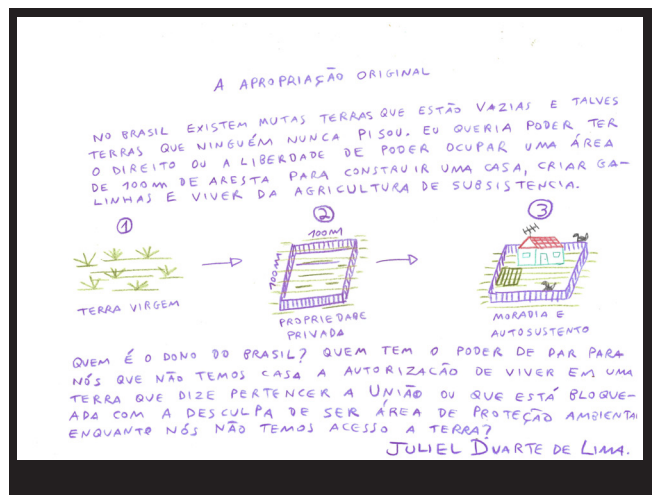 A APROPRIAÇÃO ORIGINAL
NO BRASIL EXISTEM MUTAS TERRAS QUE ESTÃO VAZIAS E TALVES
TERRAS QUE NINGUÉM NUNCA PISOU. EU QUERIA PODER TER
O DIREITO OU A LIBERDADE DE PODER OCUPAR UMA ÁREA
DE 100M DE ARESTA PARA CONSTRUIR UMA CASA, CRIAR GA-
LINHAS E VIVER DA AGRICULTURA DE SUBSISTENCIA.
1
2
3
100M
100M
TERRA VIRGEM
PROPRIEDADE
PRIVADA
MORADIA E
AUTOSUSTENTO
QUEM É O DONO DO BRASIL? QUEM TEM O PODER DE DAR PARA
NÓS QUE NÃO TEMOS CASA A AUTORIZAÇÃO DE VIVER EM UMA
TERRA QUE DIZE PERTENCER A UNIÃO OU QUE ESTÁ BLOQUE-
ADA COM A DESCULPA DE SER ÁREA DE PROTEÇÃO AMBIENTAL
ENQUANTO NÓS NÃO TEMOS ACESSO A TERRA?
JULIEL DUARTE DE LIMA.